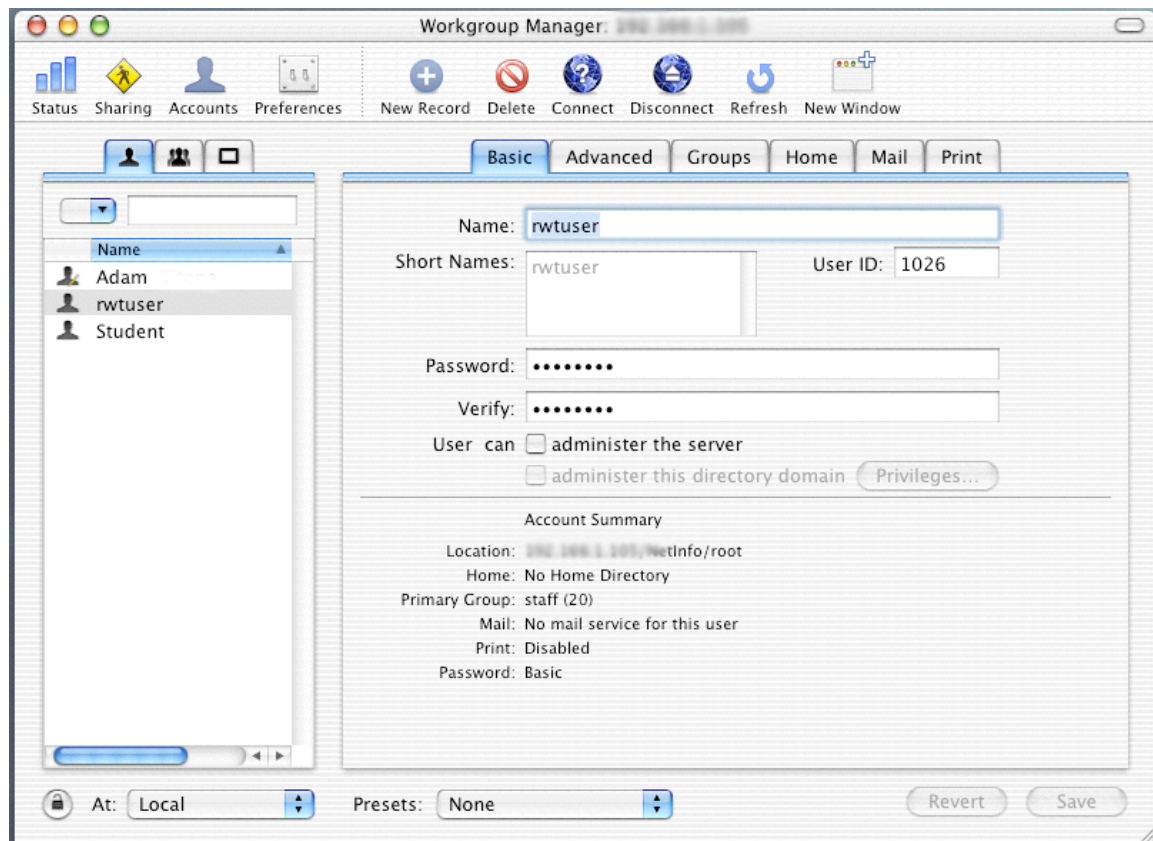 Workgroup Manager:
Status Sharing Accounts Preferences New Record Delete Connect Disconnect Refresh New Window
Basic Advanced Groups Home Mail Print
Name
Adam
rwtuser
Student
Name: rwtuser
Short Names: rwtuser User ID: 1026
Password: ••••••••
Verify: ••••••••
User can administer the server
administer this directory domain Privileges...
Account Summary
Location: NetInfo/root
Home: No Home Directory
Primary Group: staff (20)
Mail: No mail service for this user
Print: Disabled
Password: Basic
At: Local Presets: None Revert Save